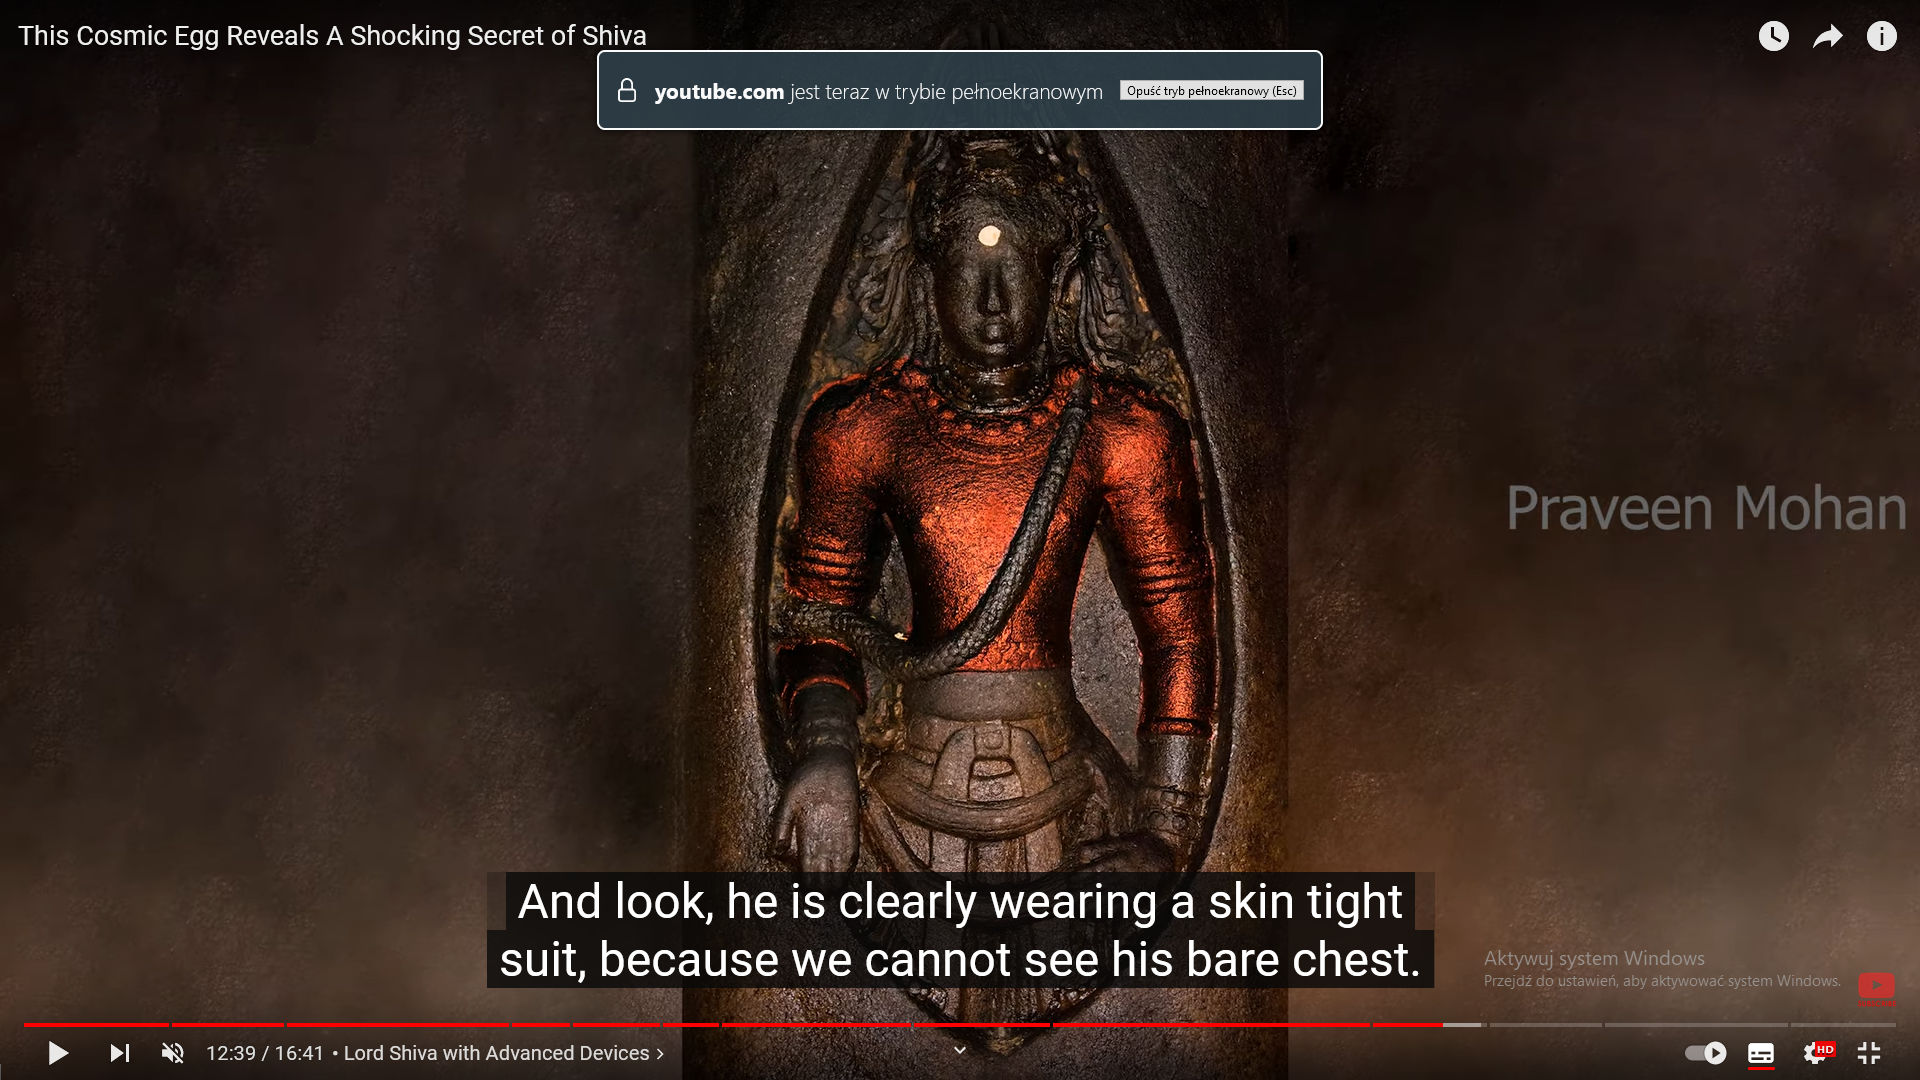 This Cosmic Egg Reveals A Shocking Secret of Shiva
youtube.com jest teraz w trybie pełnoekranowym
Opuść tryb pełnoekranowy (Esc)
Praveen Mohan
And look, he is clearly wearing a skin tight
suit, because we cannot see his bare chest.
Aktywuj system Windows
Przejdź do ustawień, aby aktywować system Windows.
12:39 / 16:41 • Lord Shiva with Advanced Devices
HD